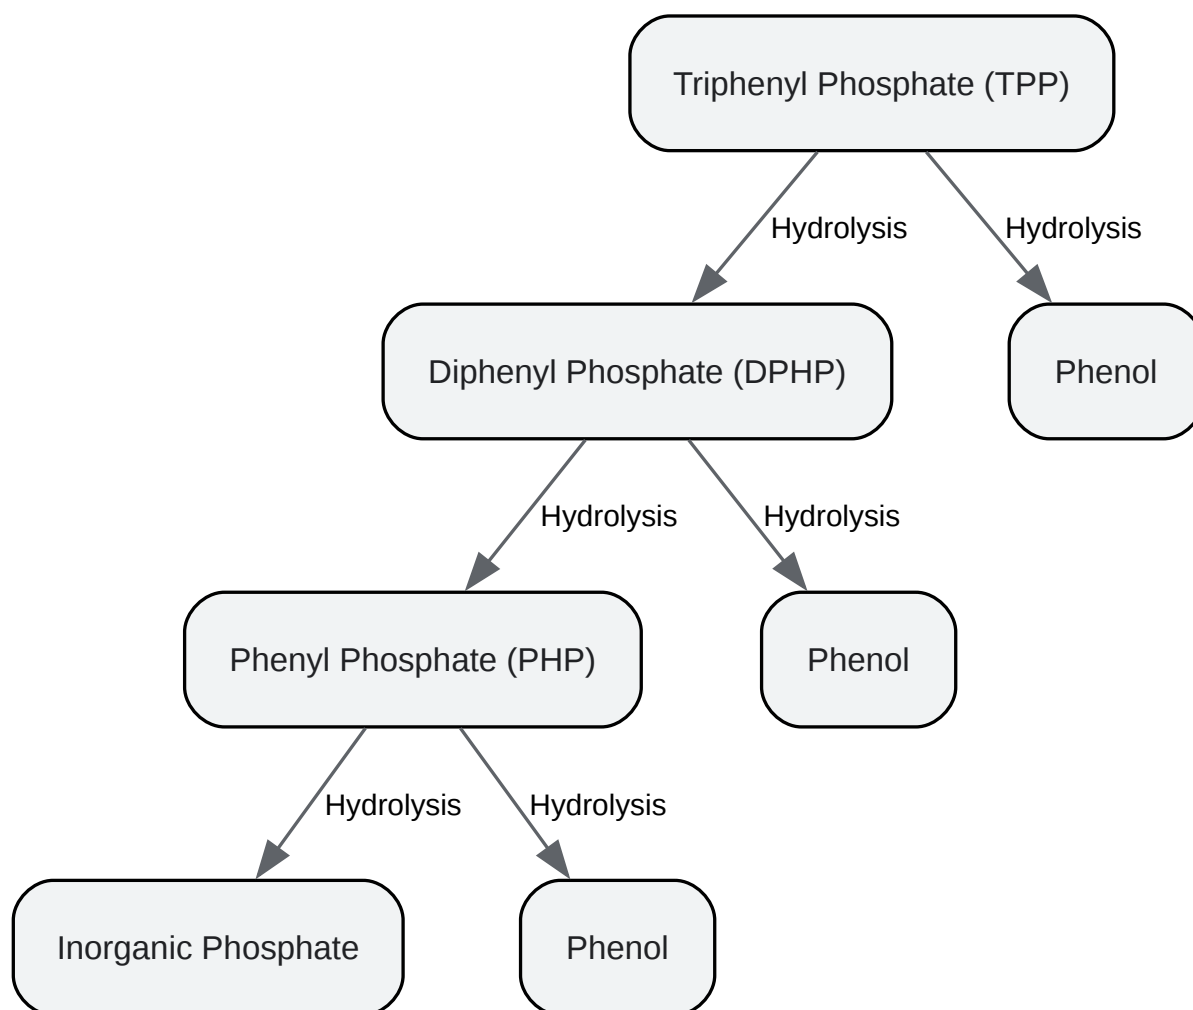 Triphenyl Phosphate (TPP)
Hydrolysis
Hydrolysis
Diphenyl Phosphate (DPHP)
Phenol
Hydrolysis
Hydrolysis
Phenyl Phosphate (PHP)
Phenol
Hydrolysis
Hydrolysis
Inorganic Phosphate
Phenol